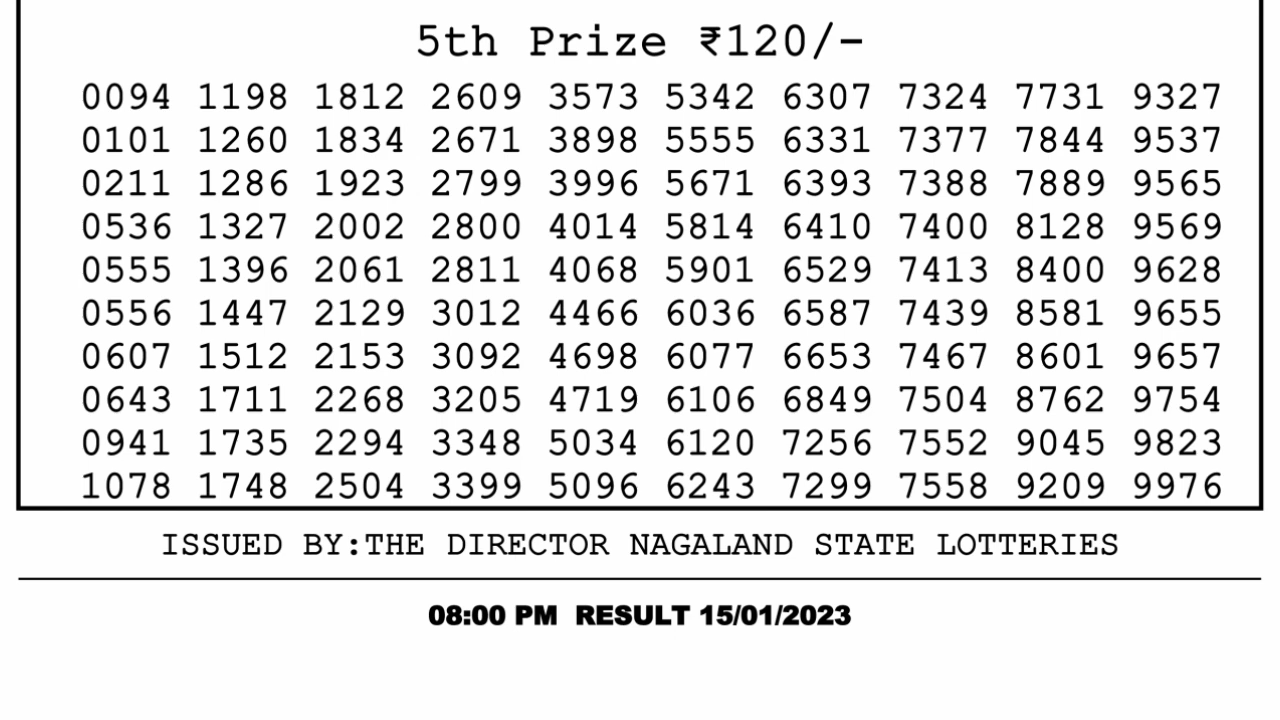 5th Prize ₹120/-
0094 1198 1812 2609 3573 5342 6307 7324 7731 9327
0101 1260 1834 2671 3898 5555 6331 7377 7844 9537
0211 1286 1923 2799 3996 5671 6393 7388 7889 9565
0536 1327 2002 2800 4014 5814 6410 7400 8128 9569
0555 1396 2061 2811 4068 5901 6529 7413 8400 9628
0556 1447 2129 3012 4466 6036 6587 7439 8581 9655
0607 1512 2153 3092 4698 6077 6653 7467 8601 9657
0643 1711 2268 3205 4719 6106 6849 7504 8762 9754
0941 1735 2294 3348 5034 6120 7256 7552 9045 9823
1078 1748 2504 3399 5096 6243 7299 7558 9209 9976
ISSUED BY:THE DIRECTOR NAGALAND STATE LOTTERIES
08:00 PM RESULT 15/01/2023